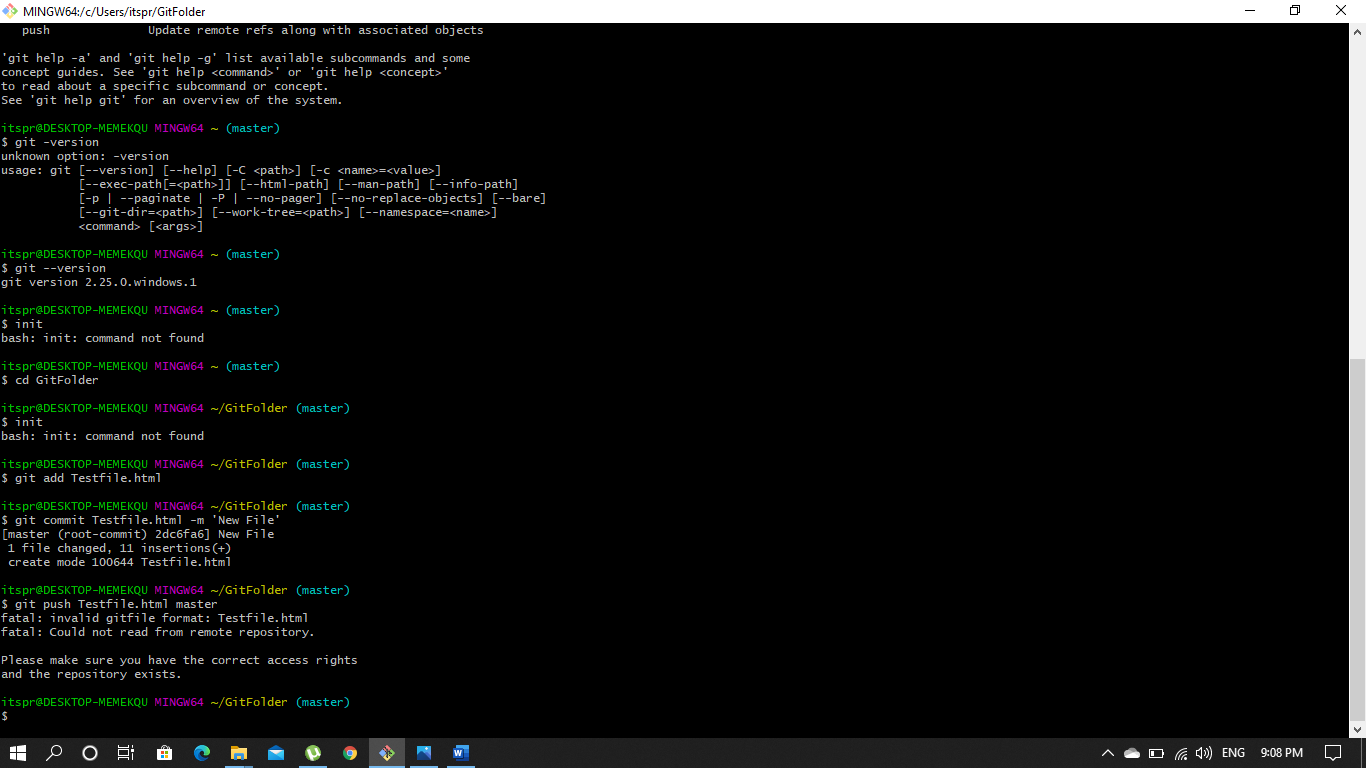 MINGW64:/c/Users/itspr/GitFolder
push Update remote refs along with associated objects
'git help -a' and 'git help -g' list available subcommands and some
concept guides. See 'git help <command>' or 'git help <concept>'
to read about a specific subcommand or concept.
See 'git help git' for an overview of the system.
itspr@DESKTOP-MEMEKQU MINGW64 ~ (master)
$ git -version
unknown option: -version
usage: git [--version] [--help] [-C <path>] [-c <name>=<value>]
[--exec-path[=<path>]] [--html-path] [--man-path] [--info-path]
[-p | --paginate | -P | --no-pager] [--no-replace-objects] [--bare]
[--git-dir=<path>] [--work-tree=<path>] [--namespace=<name>]
<command> [<args>]
itspr@DESKTOP-MEMEKQU MINGW64 ~ (master)
$ git --version
git version 2.25.0.windows.1
itspr@DESKTOP-MEMEKQU MINGW64 ~ (master)
$ init
bash: init: command not found
itspr@DESKTOP-MEMEKQU MINGW64 ~ (master)
$ cd GitFolder
itspr@DESKTOP-MEMEKQU MINGW64 ~/GitFolder (master)
$ init
bash: init: command not found
itspr@DESKTOP-MEMEKQU MINGW64 ~/GitFolder (master)
$ git add Testfile.html
itspr@DESKTOP-MEMEKQU MINGW64 ~/GitFolder (master)
$ git commit Testfile.html -m 'New File'
[master (root-commit) 2dc6fa6] New File
1 file changed, 11 insertions(+)
create mode 100644 Testfile.html
itspr@DESKTOP-MEMEKQU MINGW64 ~/GitFolder (master)
$ git push Testfile.html master
fatal: invalid gitfile format: Testfile.html
fatal: Could not read from remote repository.
Please make sure you have the correct access rights
and the repository exists.
itspr@DESKTOP-MEMEKQU MINGW64 ~/GitFolder (master)
$
ENG 9:08 PM